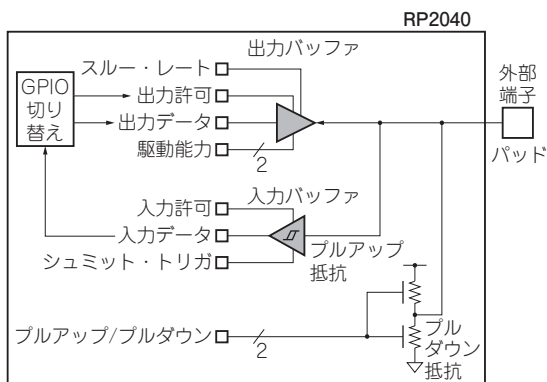 RP2040
出力バッファ
スルー・レート
GPIO
切り
替え
出力許可
出力データ
駆動能力
2
外部
端子
パッド
入力バッファ
入力許可
入力データ
シュミット・トリガ
プルアップ
抵抗
プルアップ/プルダウン
2
プル
ダウン
抵抗